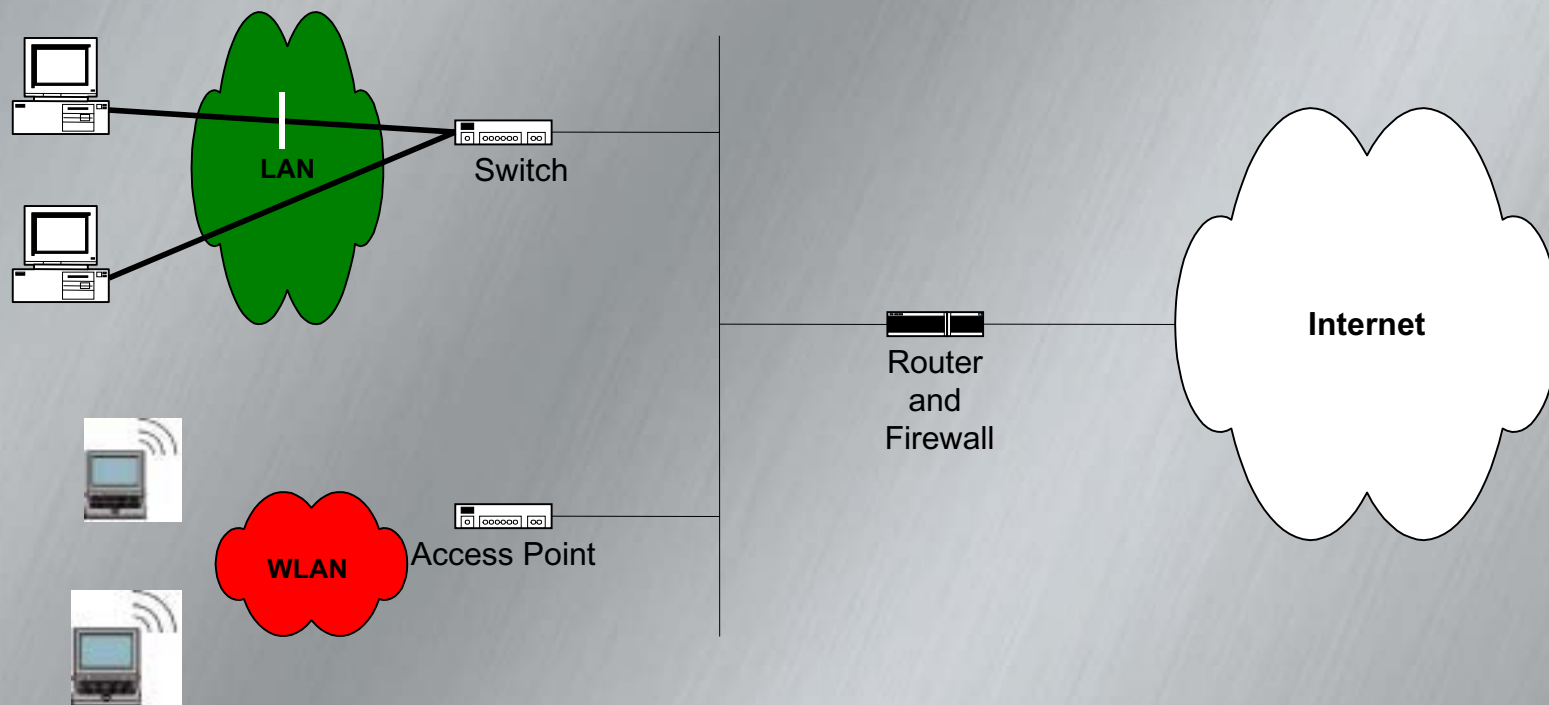 LAN
Switch
Internet
Router
and
Firewall
Access Point
WLAN